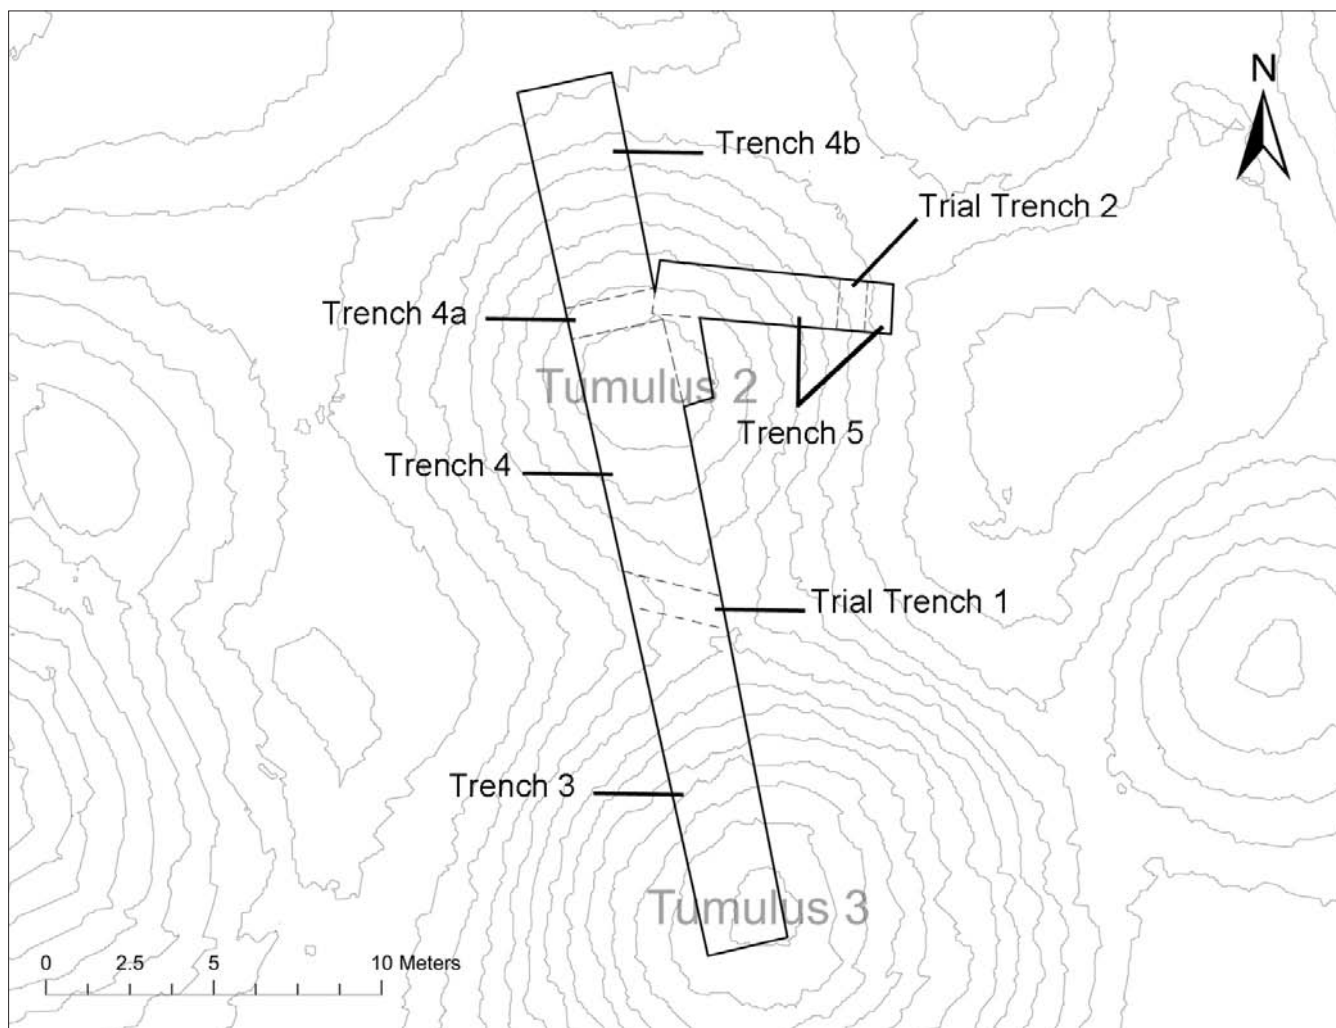 N
Trench 4b
Trial Trench 2
Trench 4a
Tumulus 2
Trench 5
Trench 4
Trial Trench 1
Trench 3
Tumulus 3
0 2.5 5 10 Meters